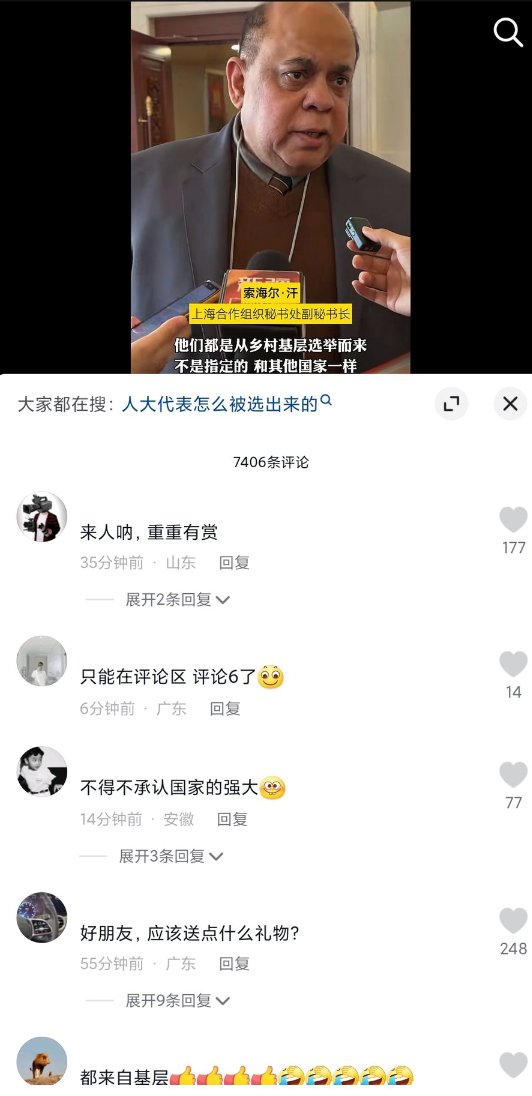 索海尔·汗
上海合作组织秘书处副秘书长
他们都是从乡村基层选举而来
不是指定的 和其他国家一样
大家都在搜：人大代表怎么被选出来的
7406条评论
来人呐，重重有赏
35分钟前 · 山东 回复
177
展开2条回复
只能在评论区 评论6了
6分钟前 · 广东 回复
14
不得不承认国家的强大
14分钟前 · 安徽 回复
77
展开3条回复
好朋友，应该送点什么礼物？
55分钟前 · 广东 回复
248
展开9条回复
都来自基层👍👍👍👍🤣🤣🤣🤣🤣